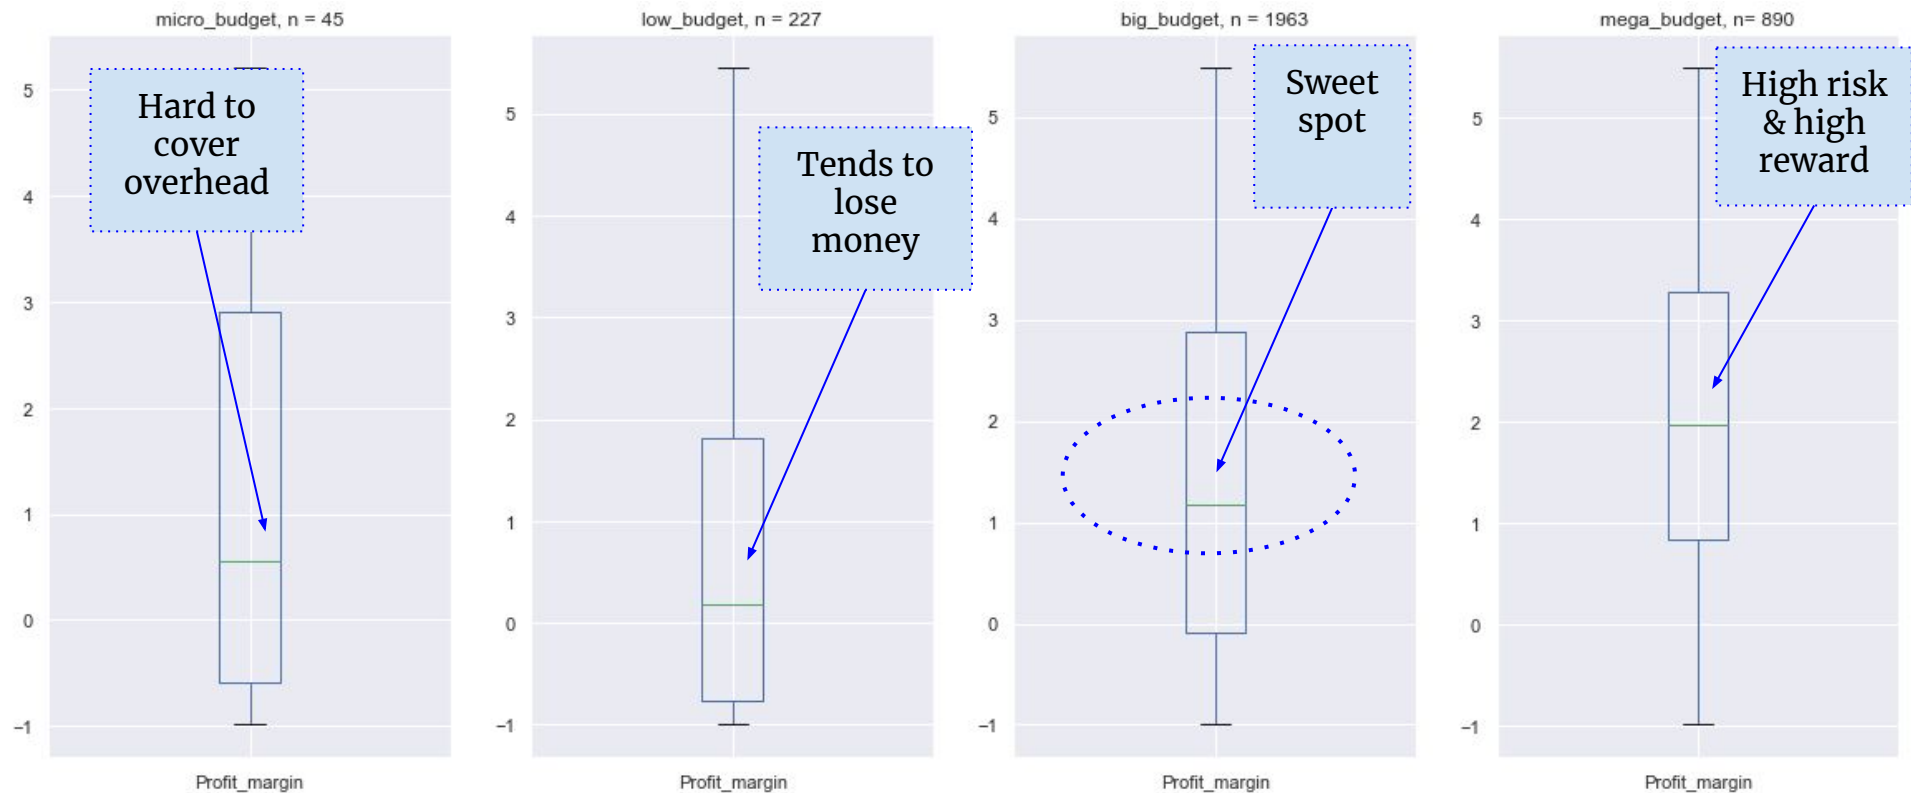 micro_budget, n = 45
5
4
3
2
1
0
−1
Profit_margin
Hard to
cover
overhead
low_budget, n = 227
5
4
3
2
1
0
−1
Profit_margin
Tends to
lose
money
big_budget, n = 1963
5
4
3
2
1
0
−1
Profit_margin
Sweet
spot
mega_budget, n= 890
5
4
3
2
1
0
−1
Profit_margin
High risk
& high
reward